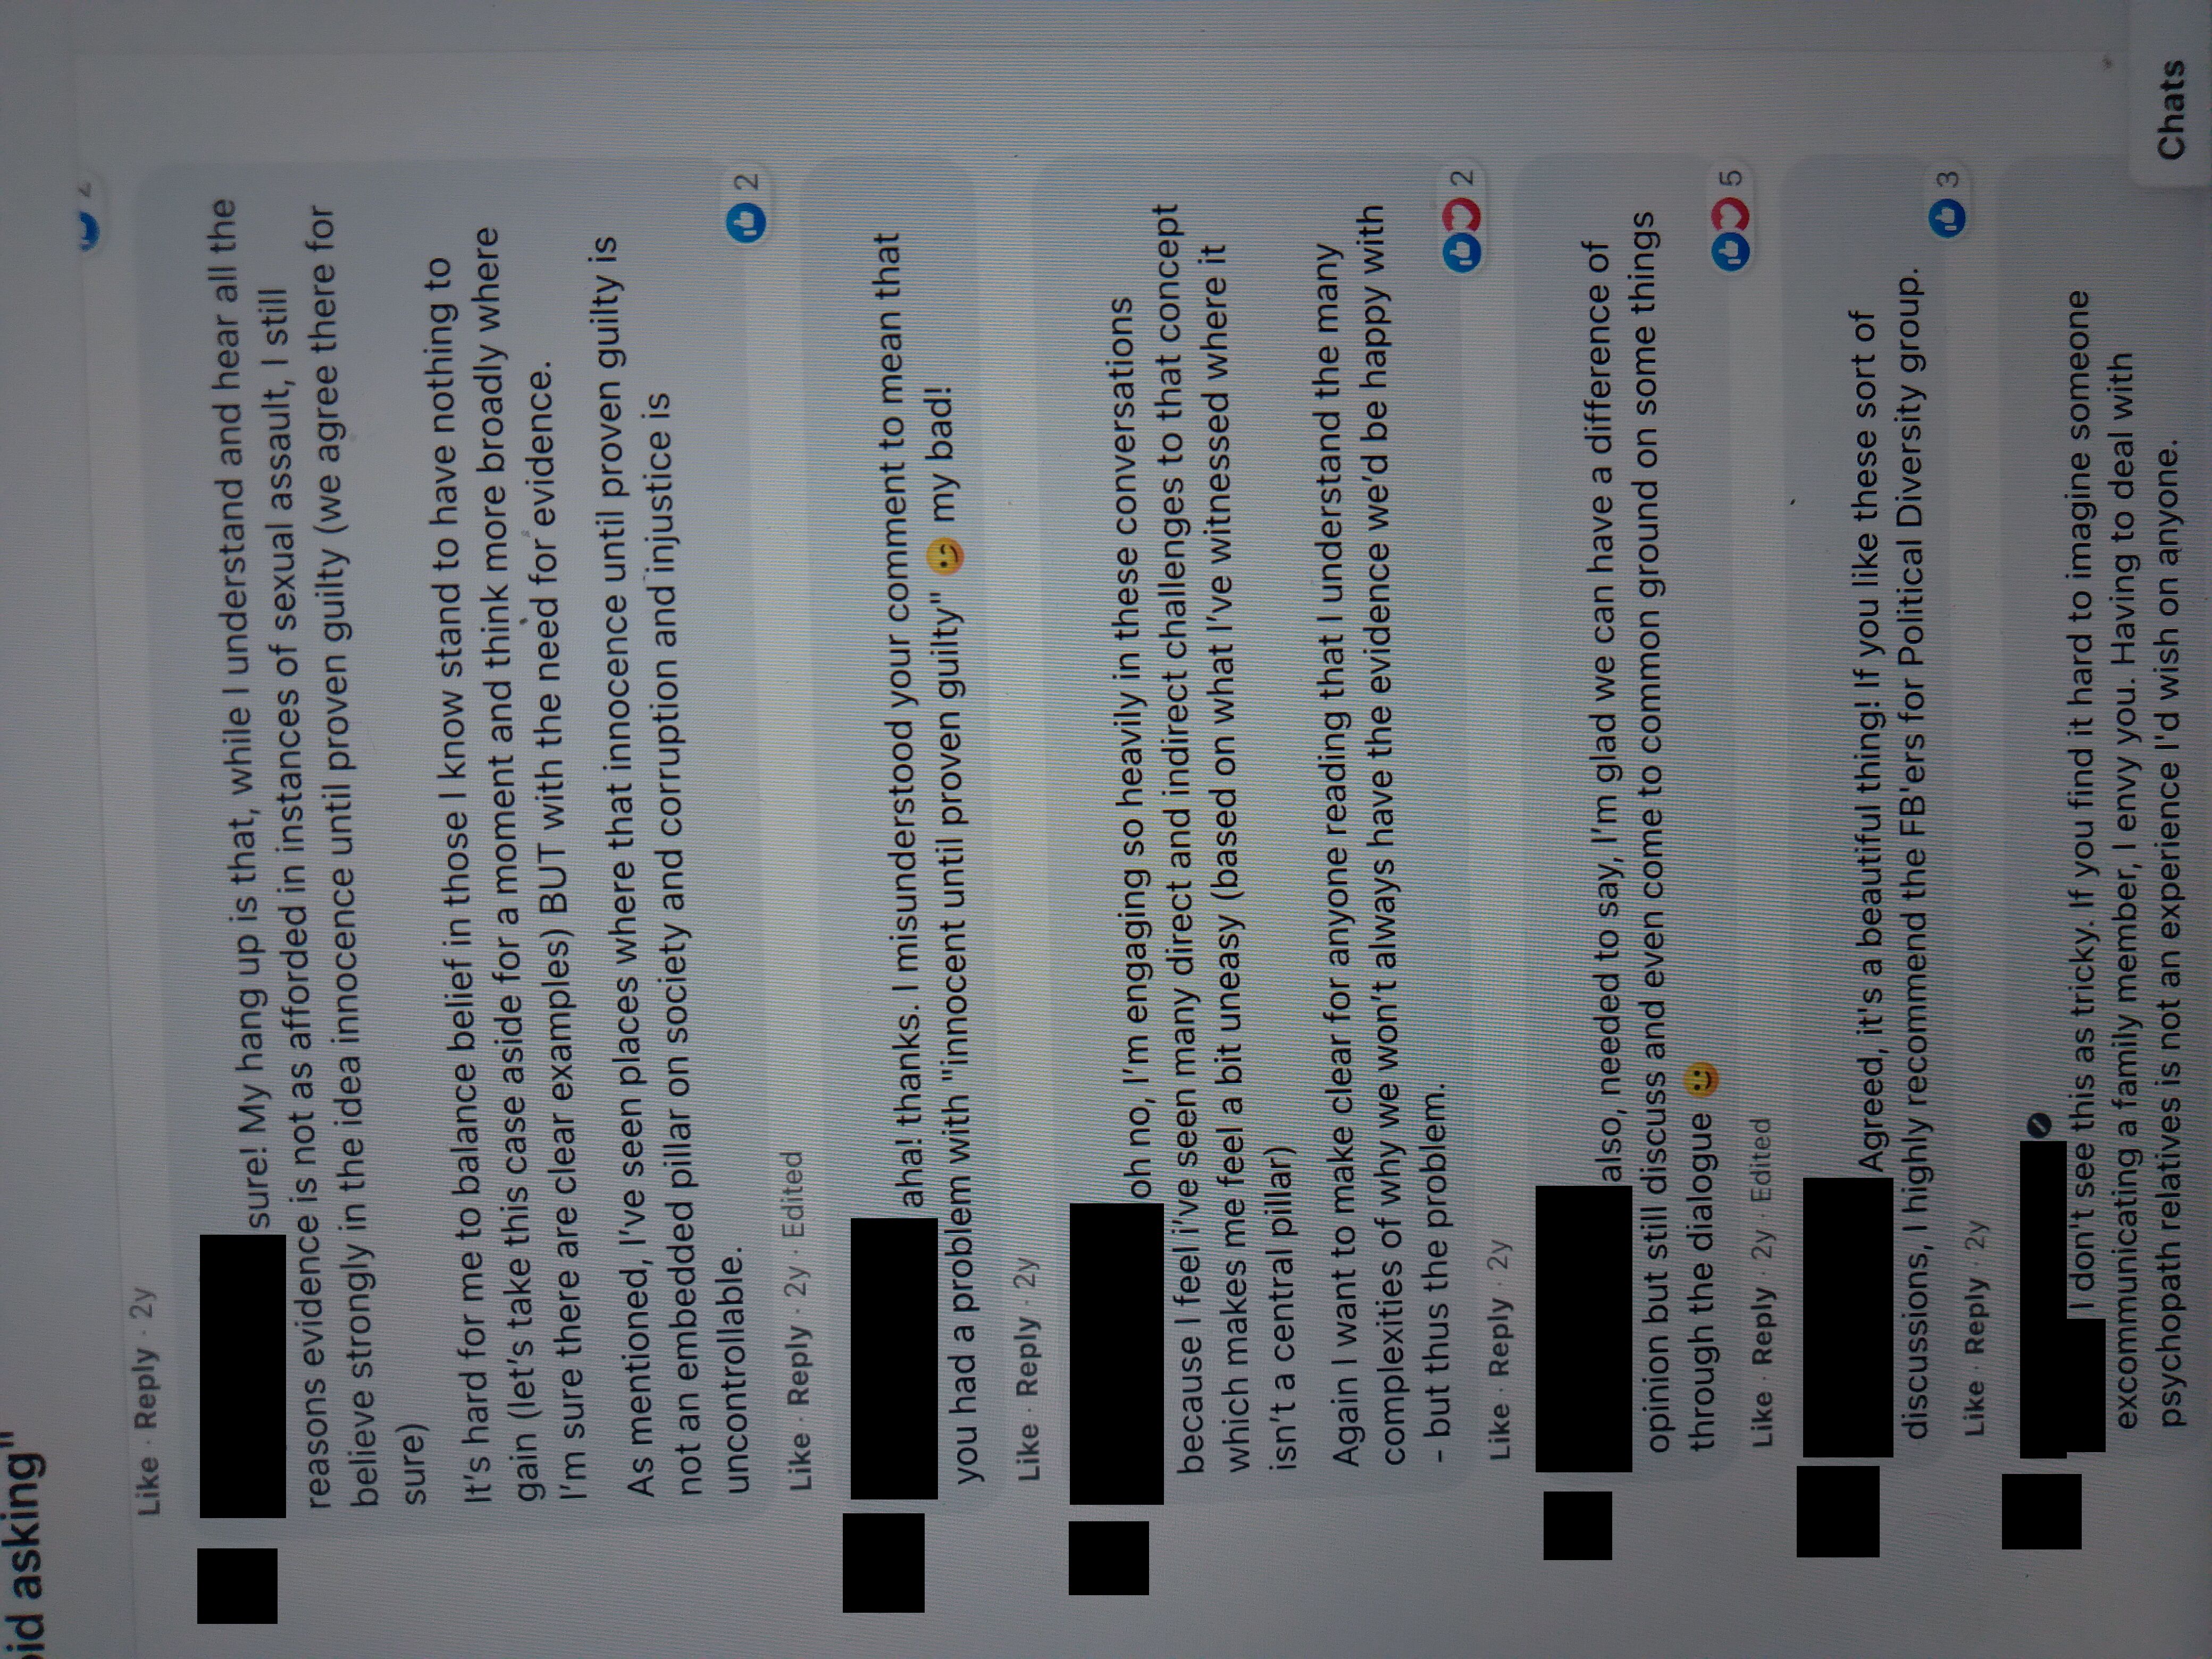 oid asking"
Like · Reply · 2y
sure! My hang up is that, while I understand and hear all the
reasons evidence is not as afforded in instances of sexual assault, I still
believe strongly in the idea innocence until proven guilty (we agree there for
sure)
It's hard for me to balance belief in those I know stand to have nothing to
gain (let's take this case aside for a moment and think more broadly where
I'm sure there are clear examples) BUT with the need for evidence.
As mentioned, I've seen places where that innocence until proven guilty is
not an embedded pillar on society and corruption and injustice is
uncontrollable.
2
Like · Reply · 2y · Edited
aha! thanks. I misunderstood your comment to mean that
you had a problem with "innocent until proven guilty" 😉 my bad!
Like · Reply · 2y
oh no, I'm engaging so heavily in these conversations
because I feel i've seen many direct and indirect challenges to that concept
which makes me feel a bit uneasy (based on what I've witnessed where it
isn't a central pillar)
Again I want to make clear for anyone reading that I understand the many
complexities of why we won't always have the evidence we'd be happy with
- but thus the problem.
2
Like · Reply · 2y
also, needed to say, I'm glad we can have a difference of
opinion but still discuss and even come to common ground on some things
through the dialogue 🙂
5
Like · Reply · 2y · Edited
Agreed, it's a beautiful thing! If you like these sort of
discussions, I highly recommend the FB'ers for Political Diversity group.
3
Like · Reply · 2y
I don't see this as tricky. If you find it hard to imagine someone
excommunicating a family member, I envy you. Having to deal with
psychopath relatives is not an experience I'd wish on anyone.
Chats